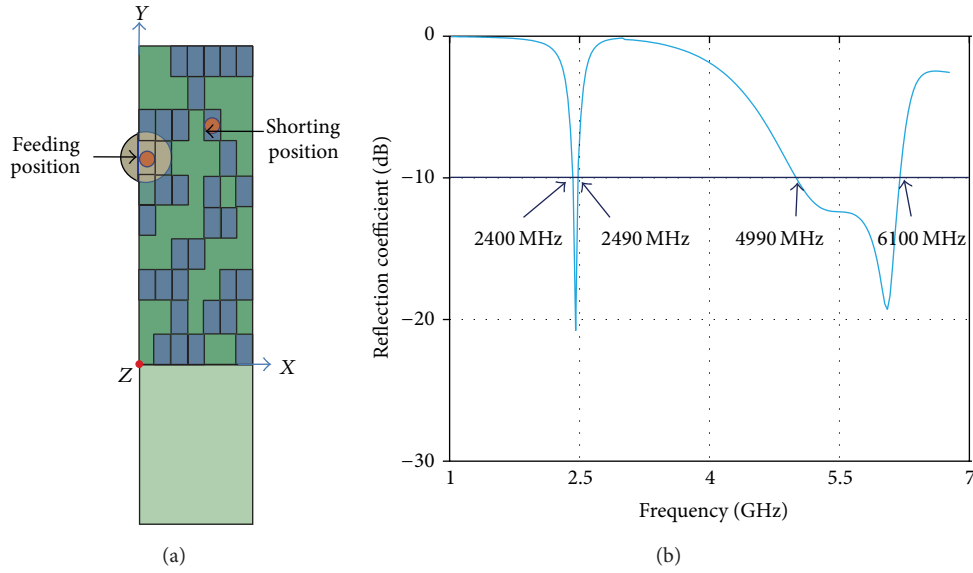 Y
Feeding
position
Shorting
position
Z
X
(a)
Reflection coefficient (dB)
0
−10
−20
−30
2400 MHz
2490 MHz
4990 MHz
6100 MHz
1
2.5
4
5.5
7
Frequency (GHz)
(b)